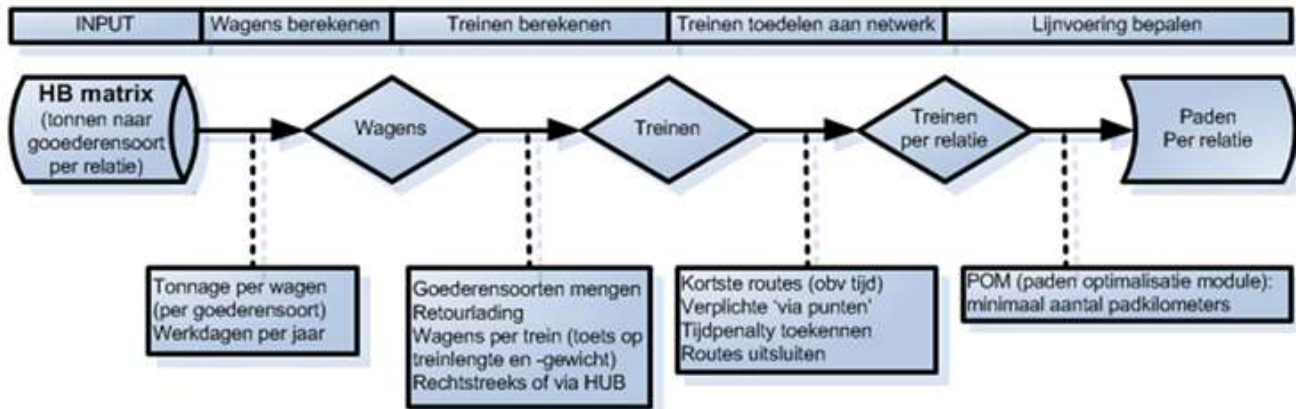 INPUT
Wagens berekenen
Treinen berekenen
Treinen toedelen aan netwerk
Lijnvoering bepalen
HB matrix
(tonnen naar
gooederensoort
per relatie)
Wagens
Treinen
Treinen
per relatie
Paden
Per relatie
Tonnage per wagen
(per goederensoort)
Werkdagen per jaar
Goederensoorten mengen
Retourlading
Wagens per trein (toets op
treinlengte en -gewicht)
Rechtstreeks of via HUB
Kortste routes (obv tijd)
Verplichte ‘via punten’
Tijdpenalty toekennen
Routes uitsluiten
POM (paden optimalisatie module):
minimaal aantal padkilometers